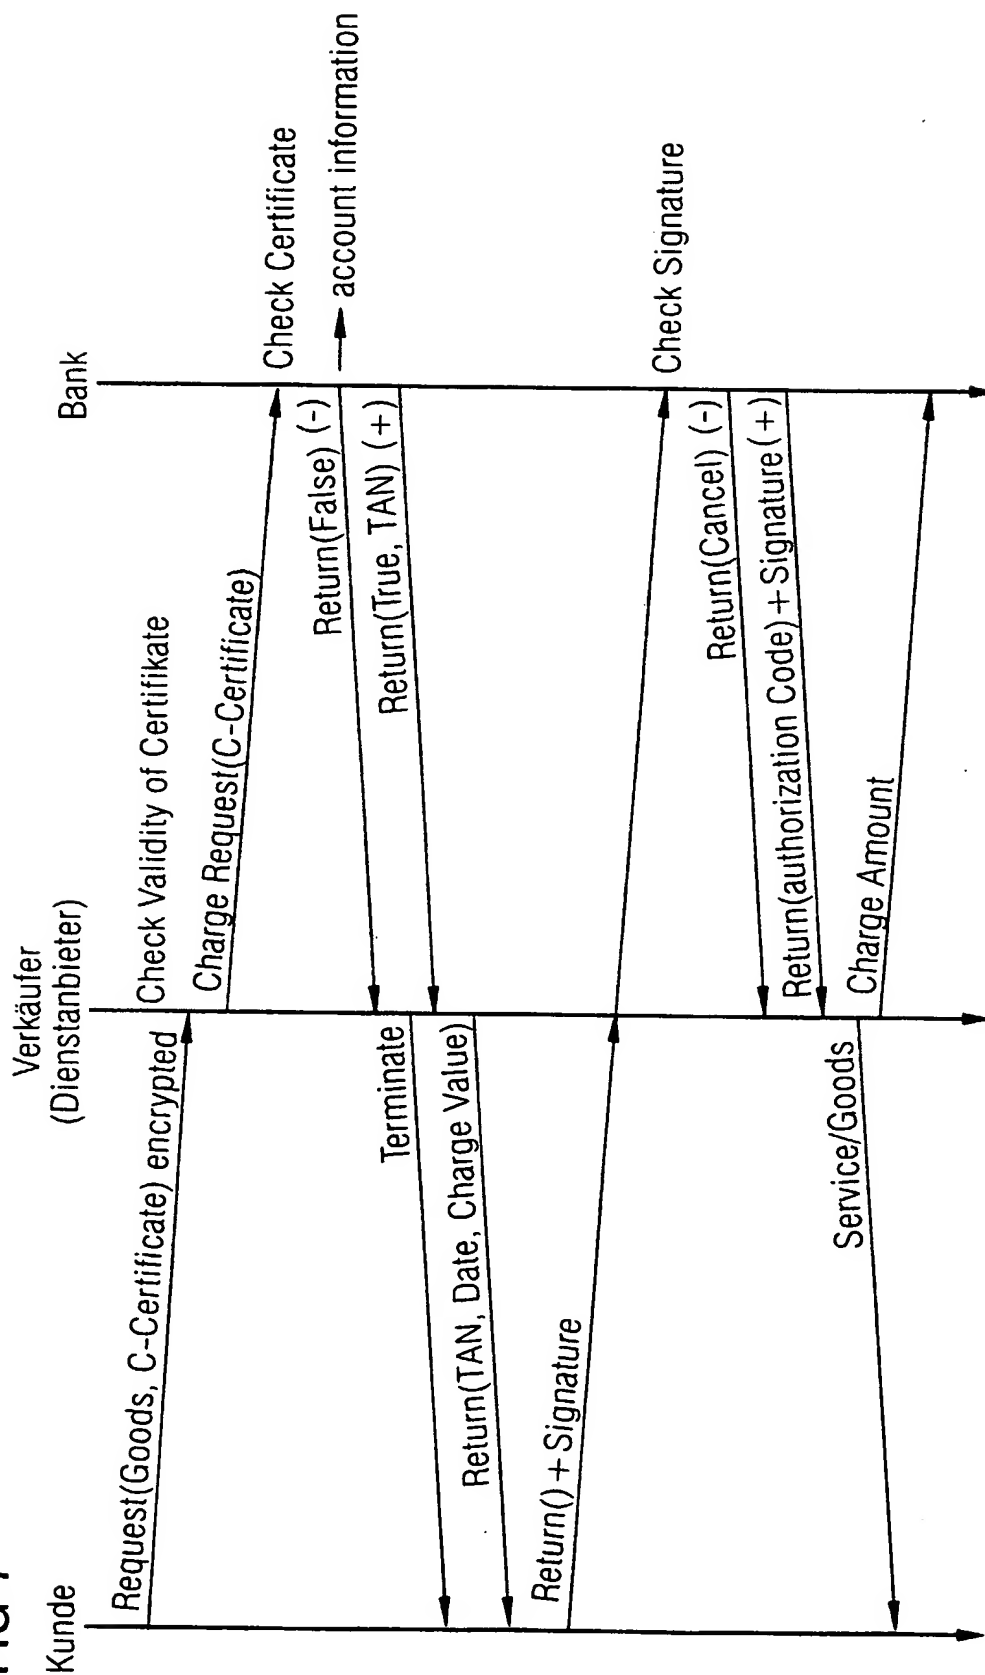 Kunde
Verkäufer
(Dienstanbieter)
Bank
Request(Goods, C-Certificate) encrypted
Check Validity of Certifikate
Charge Request(C-Certificate)
Check Certificate
Return(False) (-)
account information
Return(True, TAN) (+)
Terminate
Return(TAN, Date, Charge Value)
Return() + Signature
Check Signature
Return(Cancel) (-)
Return(authorization Code) + Signature (+)
Service/Goods
Charge Amount